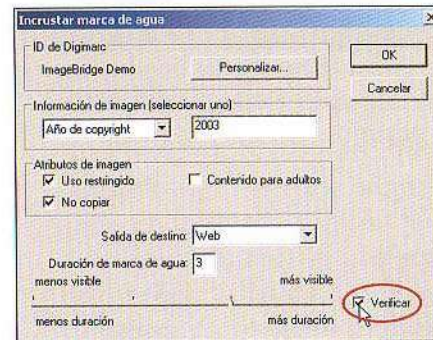 Incrustar marca de agua
ID de Digimarc
ImageBridge Demo
Personalizar...
OK
Cancelar
Información de imagen (seleccionar uno)
Año de copyright
2003
Atributos de imagen
Uso restringido
Contenido para adultos
No copiar
Salida de destino: Web
Duración de marca de agua: 3
menos visible
más visible
menos duración
más duración
Verificar